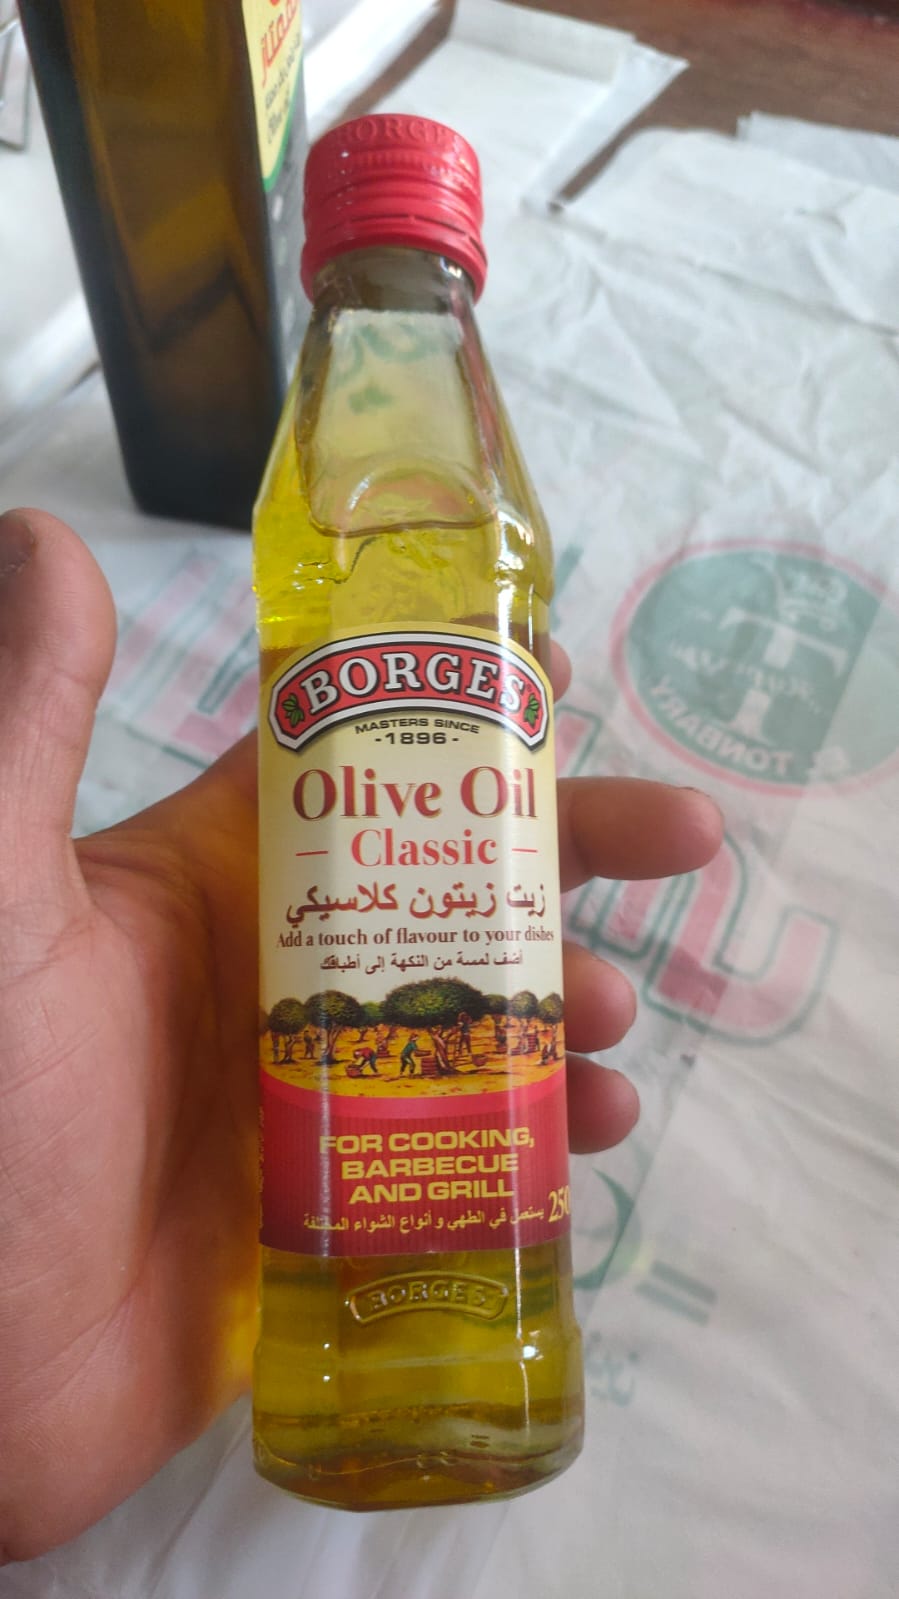 BORGES
BORGES
MASTERS SINCE
-1896-
Olive Oil
— Classic —
زيت زيتون كلاسيكي
Add a touch of flavour to your dishes
أضف لمسة من النكهة إلى أطباقك
FOR COOKING,
BARBECUE
AND GRILL
يستعمل في الطهي و أنواع الشواء المختلفة
250
BORGES